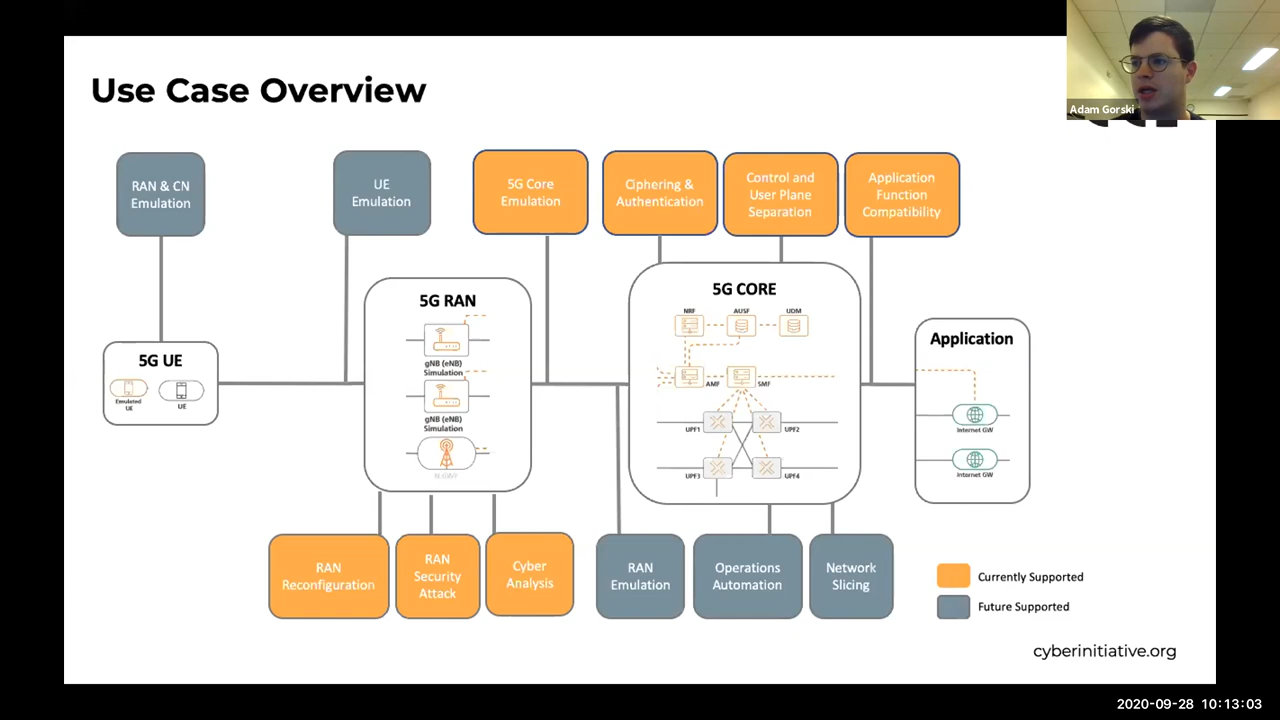 Use Case Overview
Adam Gorski
RAN & CN
Emulation
UE
Emulation
5G Core
Emulation
Ciphering &
Authentication
Control and
User Plane
Separation
Application
Function
Compatibility
5G UE
Emulated
UE
UE
5G RAN
gNB (eNB)
Simulation
gNB (eNB)
Simulation
5G CORE
NRF
AUSF
UDM
AMF
SMF
UPF1
UPF2
UPF3
UPF4
Application
Internet GW
Internet GW
RAN
Reconfiguration
RAN
Security
Attack
Cyber
Analysis
RAN
Emulation
Operations
Automation
Network
Slicing
Currently Supported
Future Supported
cyberinitiative.org
2020-09-28 10:13:03